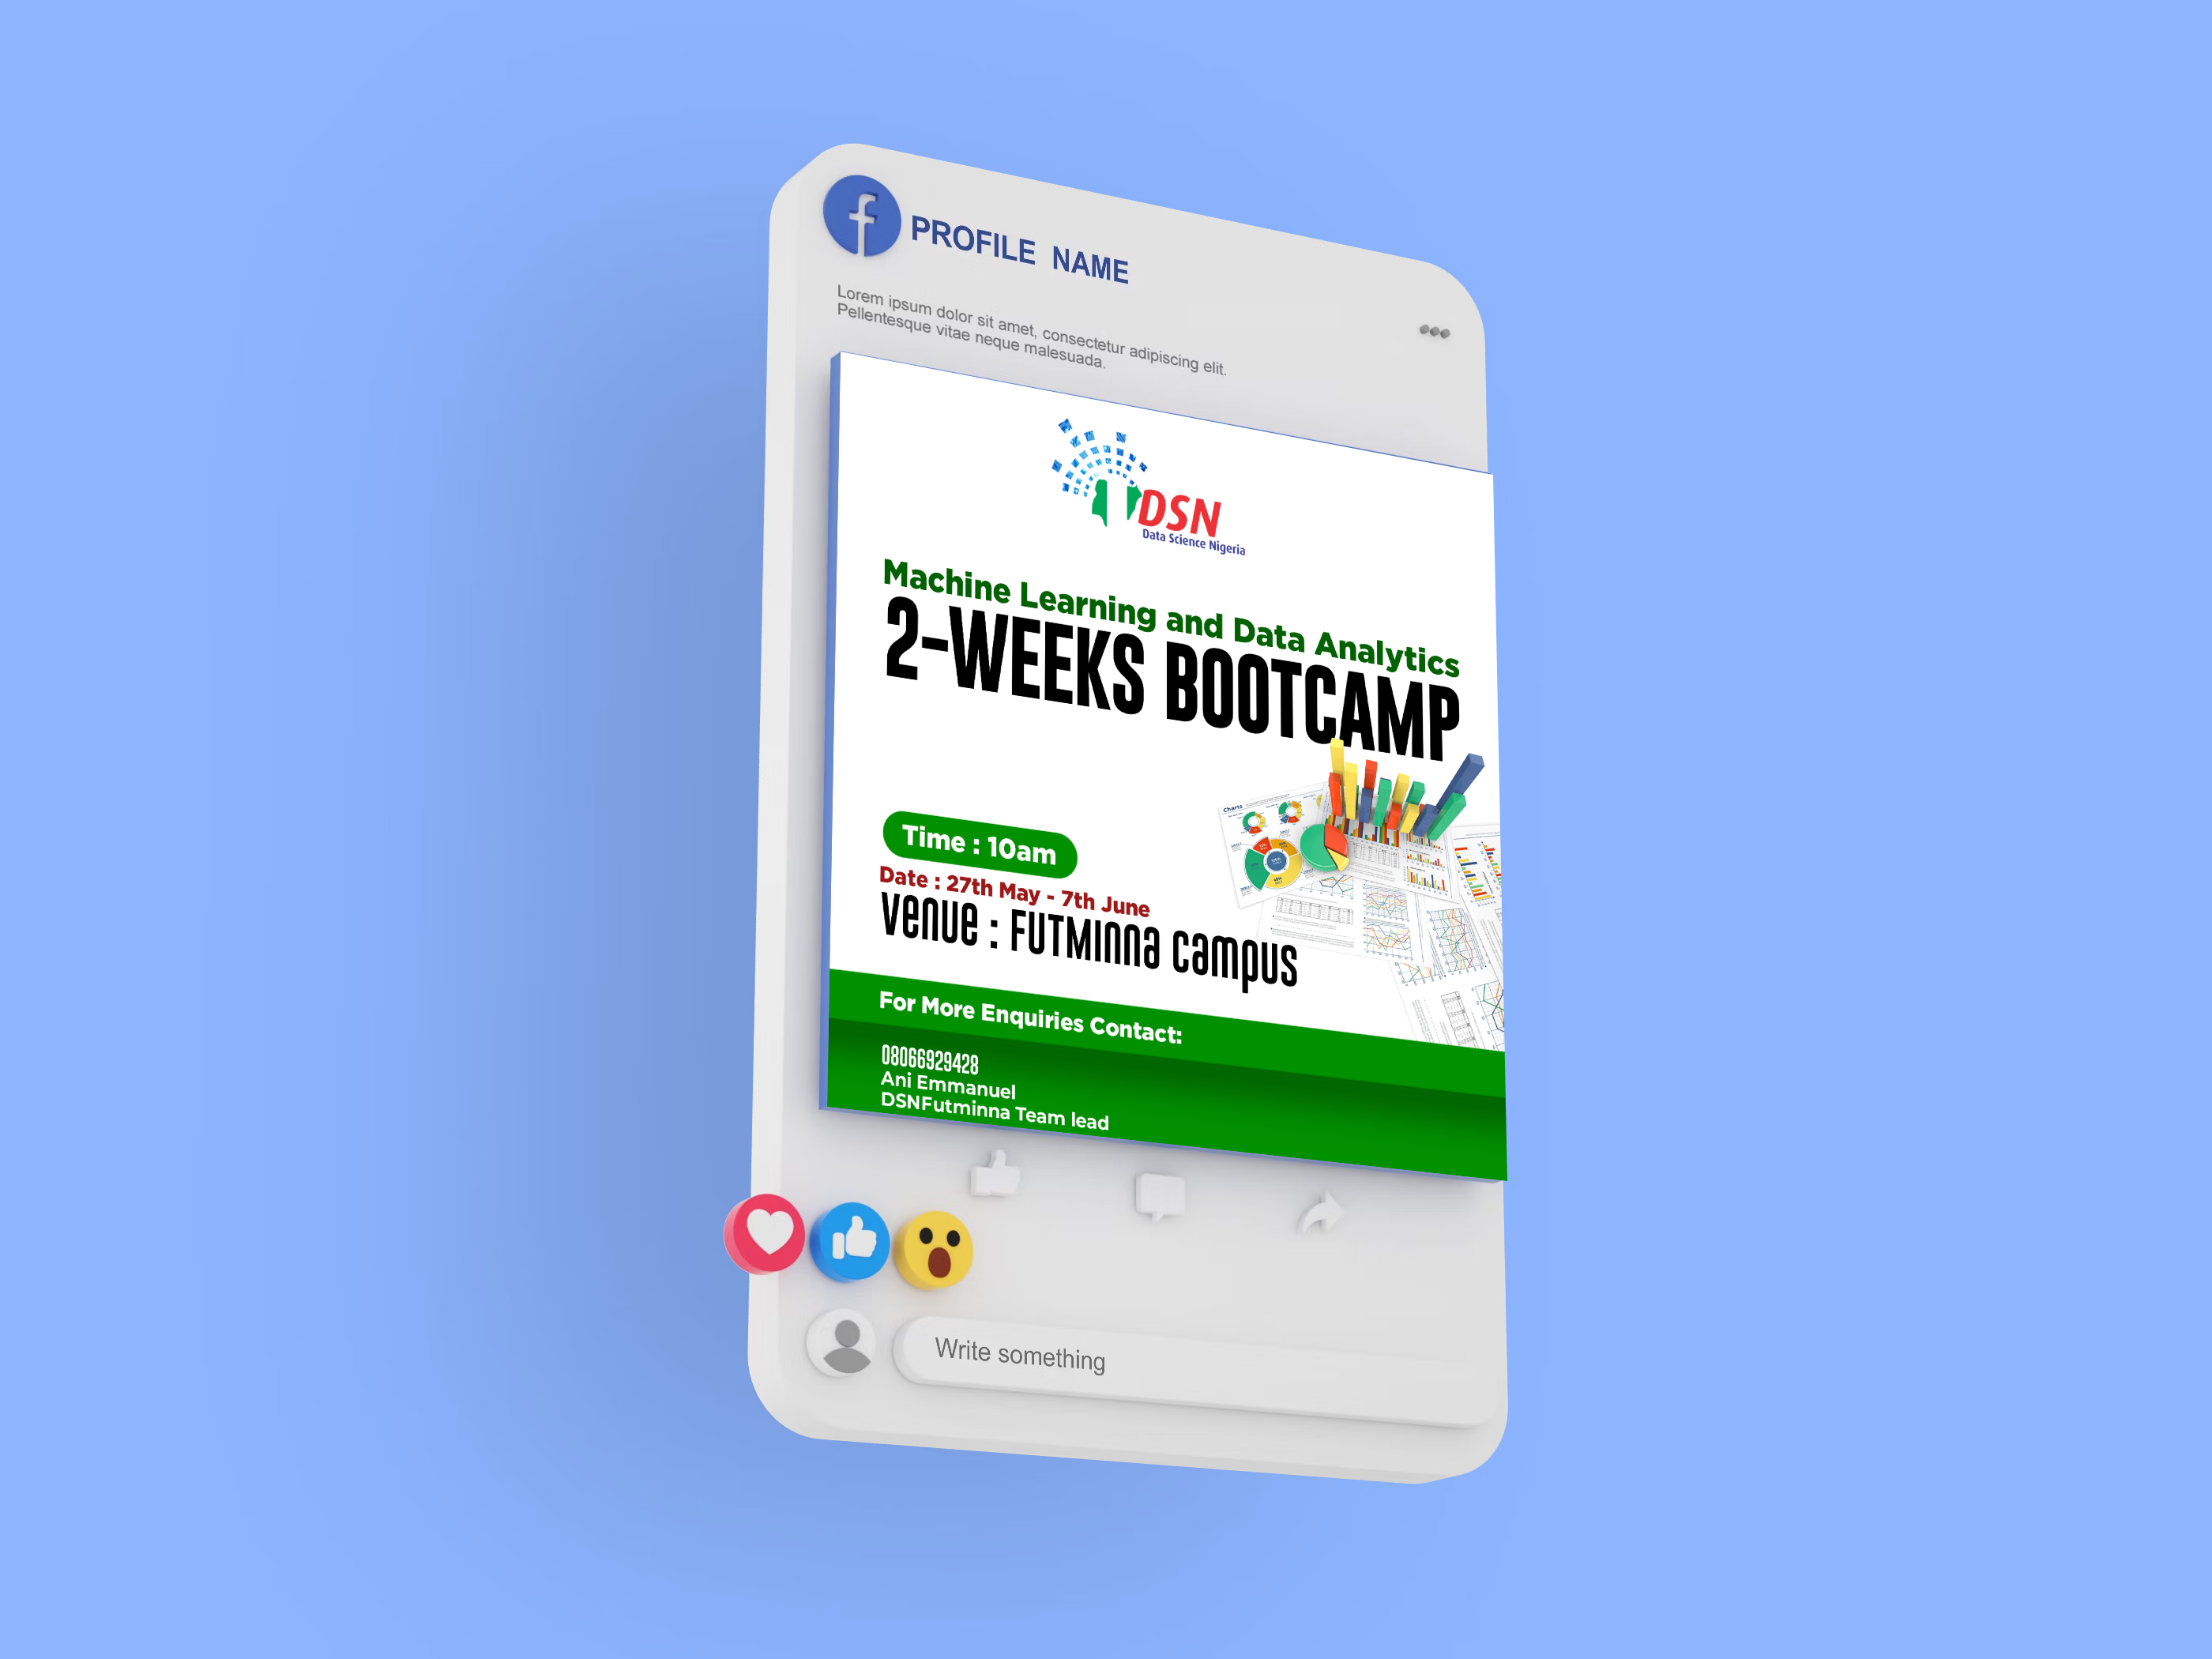 PROFILE NAME
Lorem ipsum dolor sit amet, consectetur adipiscing elit.
Pellentesque vitae neque malesuada.
DSN
Data Science Nigeria
Machine Learning and Data Analytics
2-WEEKS BOOTCAMP
Charts
Time : 10am
Date : 27th May - 7th June
venue : FUTMInna campus
For More Enquiries Contact:
08066929428
Ani Emmanuel
DSNFutminna Team lead
Write something